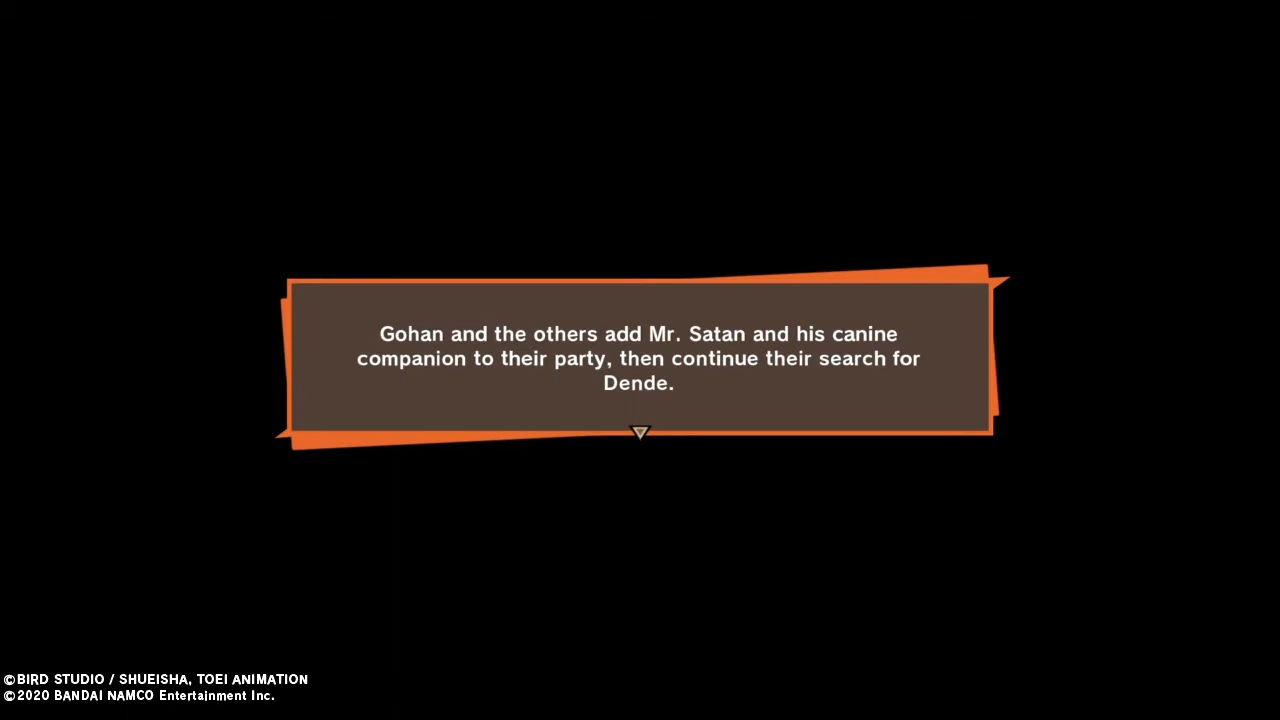 Gohan and the others add Mr. Satan and his canine
companion to their party, then continue their search for
Dende.
©BIRD STUDIO / SHUEISHA, TOEI ANIMATION
©2020 BANDAI NAMCO Entertainment Inc.